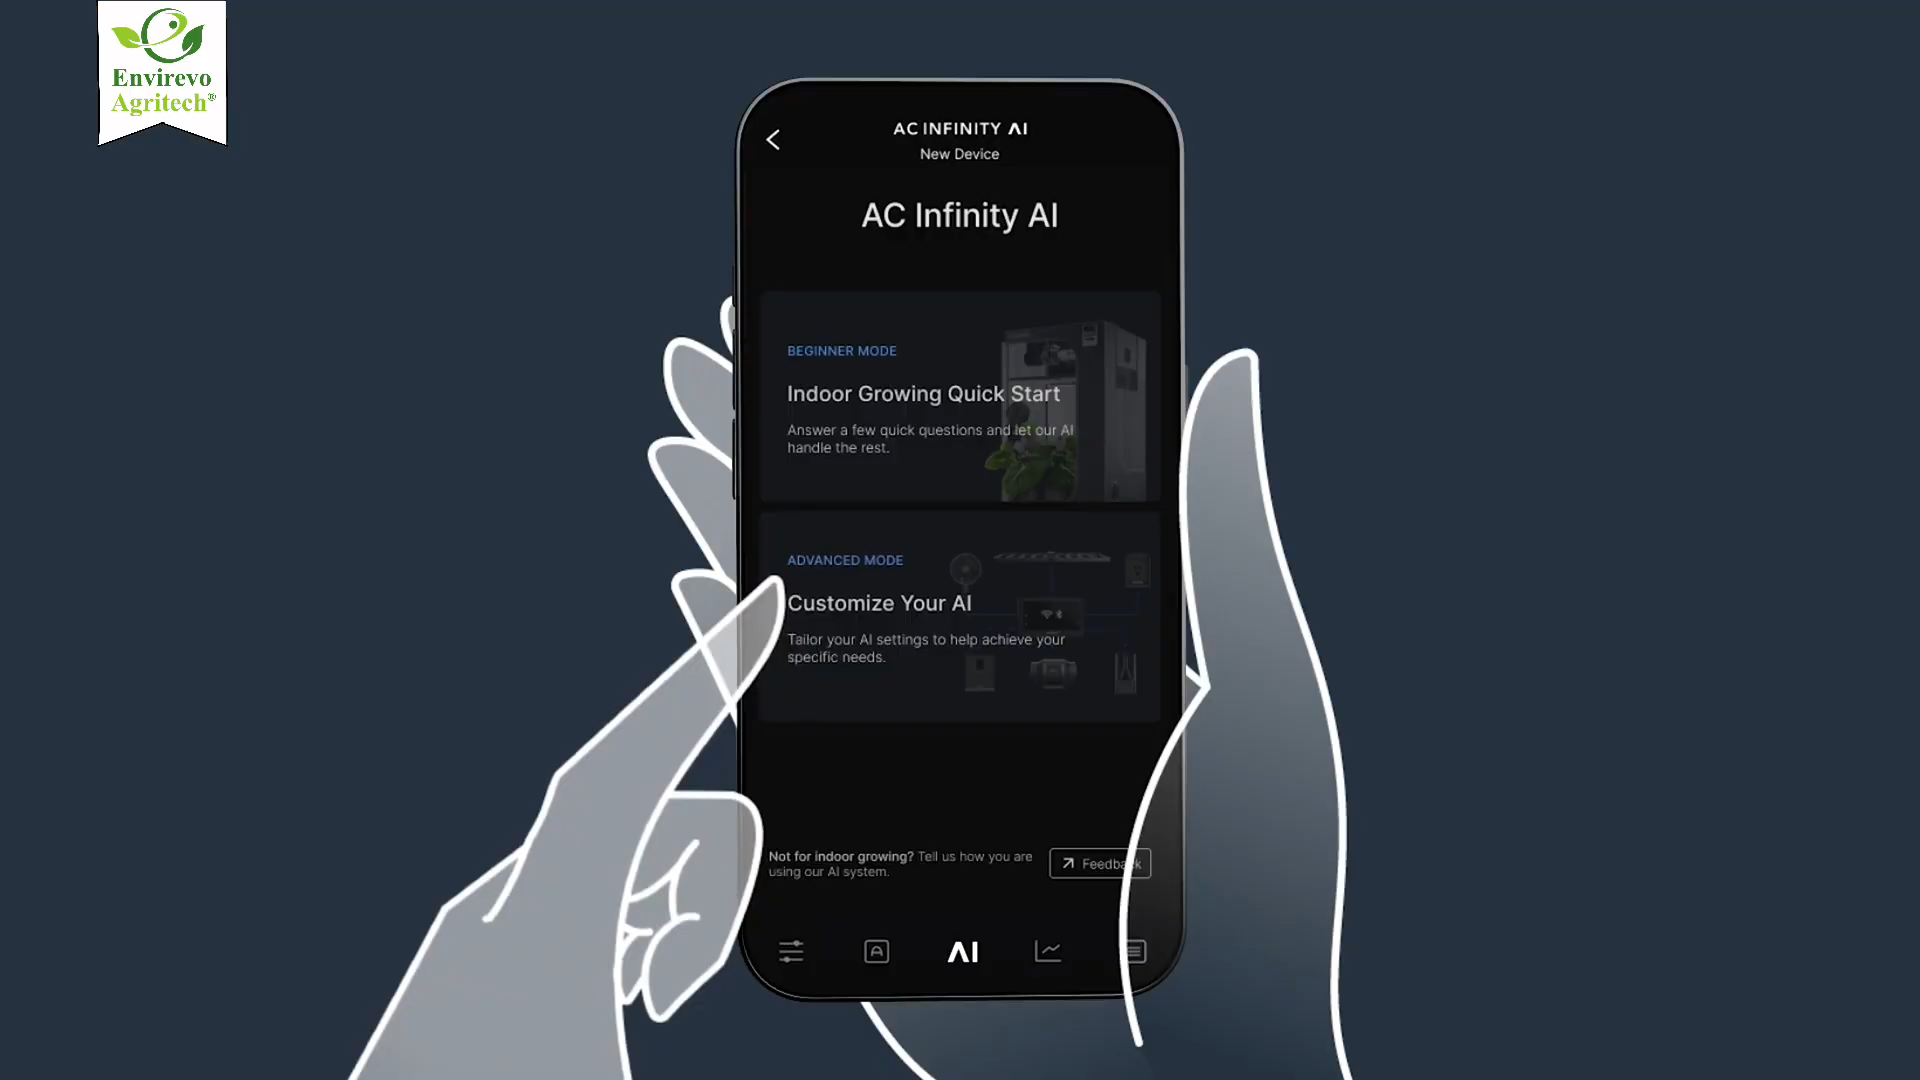 Envirevo
Agritech®
AC INFINITY AI
New Device
AC Infinity AI
BEGINNER MODE
Indoor Growing Quick Start
Answer a few quick questions and let our AI
handle the rest.
ADVANCED MODE
Customize Your AI
Tailor your AI settings to help achieve your
specific needs.
Not for indoor growing? Tell us how you are
using our AI system.
Feedback
AI